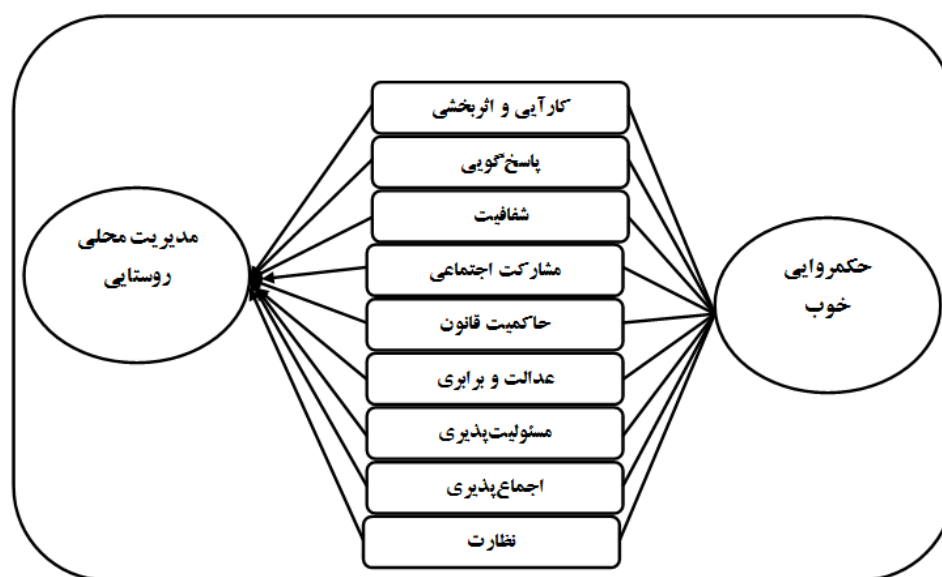 حکمروایی
خوب
کارآیی و اثربخشی
پاسخ‌گویی
شفافیت
مشارکت اجتماعی
حاکمیت قانون
عدالت و برابری
مسئولیت‌پذیری
اجماع‌پذیری
نظارت
مدیریت محلی
روستایی